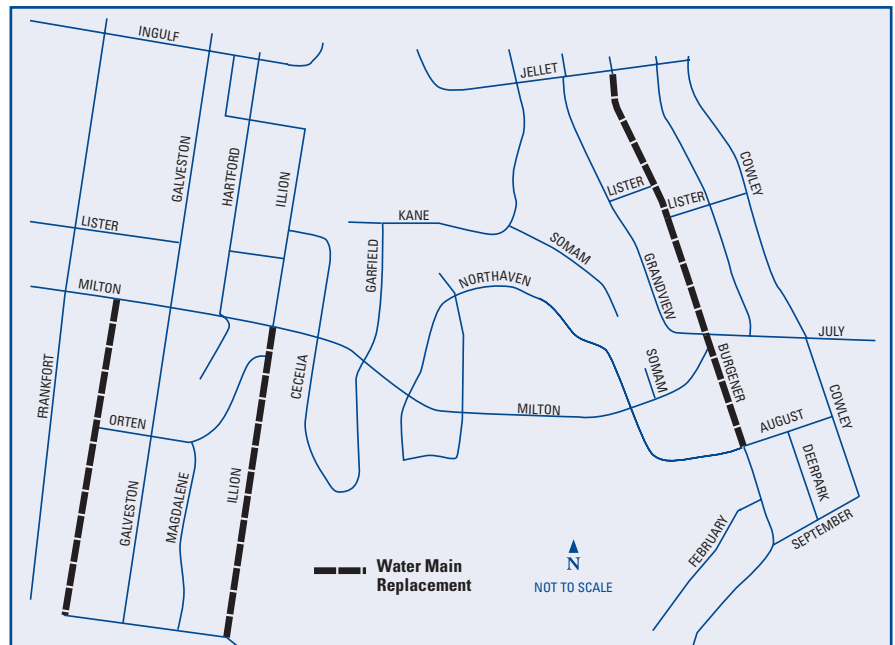 INGULF
JELLET
GALVESTON
HARTFORD
ILLION
COWLEY
LISTER
LISTER
LISTER
KANE
SOMAM
GARFIELD
GRANDVIEW
NORTHAVEN
MILTON
JULY
BURGENER
FRANKFORT
CECELIA
SOMAM
MILTON
COWLEY
ORTEN
AUGUST
DEERPARK
GALVESTON
MAGDALENE
ILLION
FEBRUARY
SEPTEMBER
Water Main
Replacement
N
NOT TO SCALE